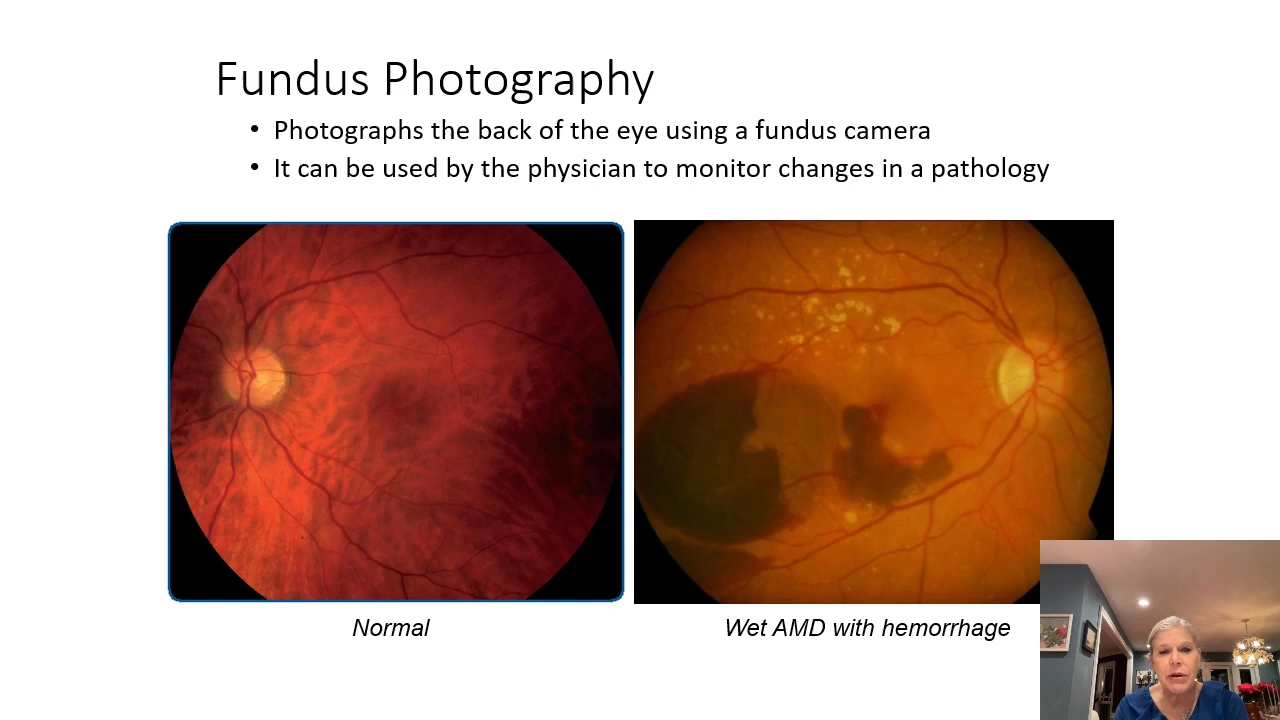 Fundus Photography
• Photographs the back of the eye using a fundus camera
• It can be used by the physician to monitor changes in a pathology
Normal
Wet AMD with hemorrhage